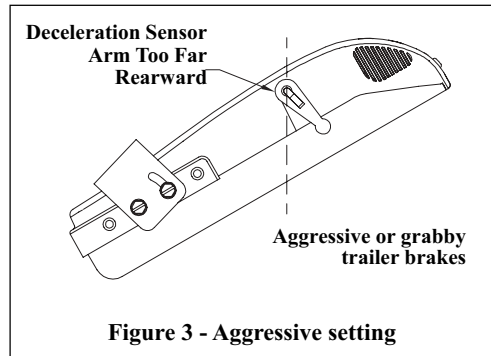 Deceleration Sensor
Arm Too Far
Rearward
Aggressive or grabby
trailer brakes
Figure 3 - Aggressive setting